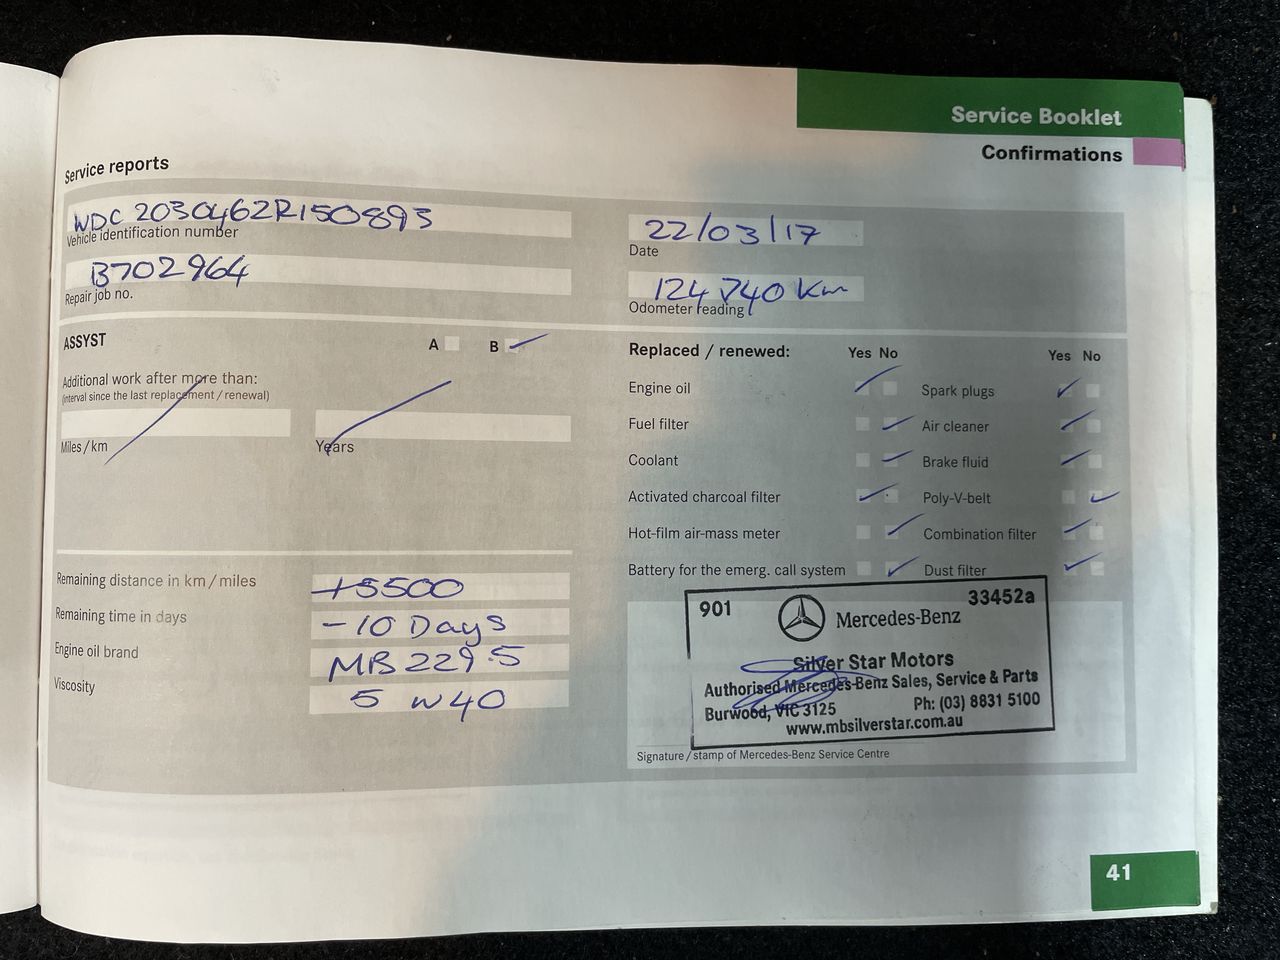 Service Booklet
Confirmations
Service reports
WDC 2030462R150893
Vehicle identification number
22/03/17
Date
B702964
Repair job no.
124740 Km
Odometer reading
ASSYST
A
B
Additional work after more than:
(interval since the last replacement / renewal)
Miles / km
Years
Replaced / renewed:
Yes No
Yes No
Engine oil
Spark plugs
Fuel filter
Air cleaner
Coolant
Brake fluid
Activated charcoal filter
Poly-V-belt
Hot-film air-mass meter
Combination filter
Battery for the emerg. call system
Dust filter
Remaining distance in km / miles
+5500
Remaining time in days
-10 Days
Engine oil brand
MB 229.5
Viscosity
5 W40
901
33452a
Mercedes-Benz
Silver Star Motors
Authorised Mercedes-Benz Sales, Service & Parts
Burwood, VIC 3125 Ph: (03) 8831 5100
www.mbsilverstar.com.au
Signature / stamp of Mercedes-Benz Service Centre
41